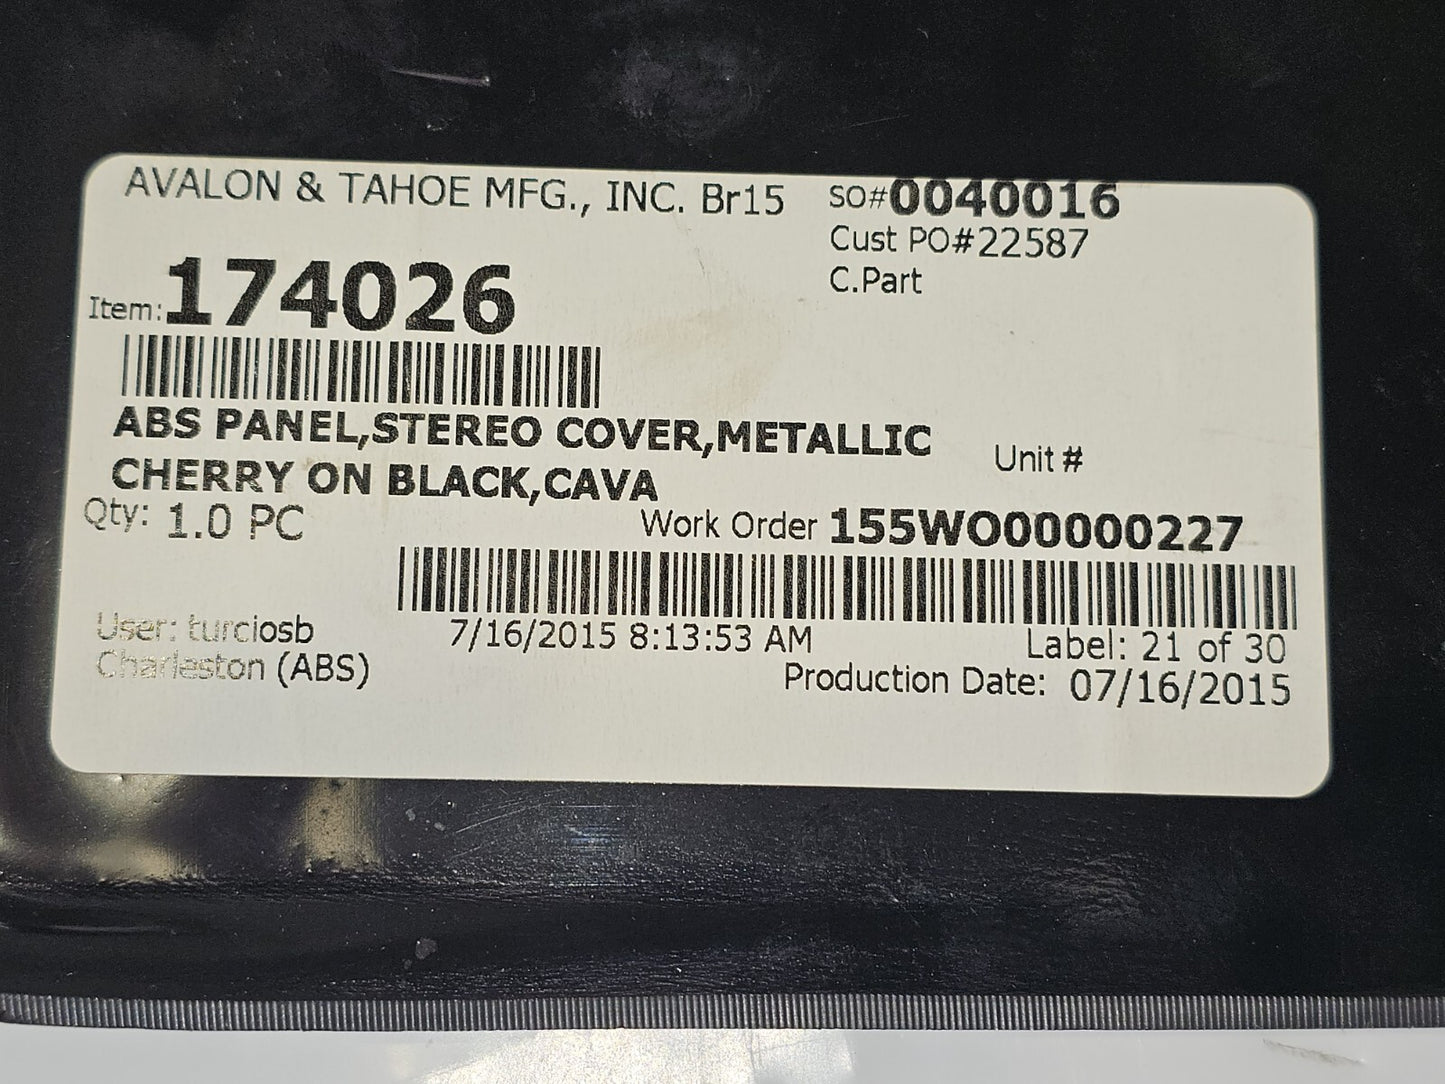 AVALON & TAHOE MFG., INC. Br15
SO#0040016
Cust PO#22587
C.Part
Item:174026
ABS PANEL,STEREO COVER,METALLIC
CHERRY ON BLACK,CAVA
Unit #
Qty: 1.0 PC
Work Order 155WO00000227
User: turciosb
7/16/2015 8:13:53 AM
Label: 21 of 30
Charleston (ABS)
Production Date: 07/16/2015